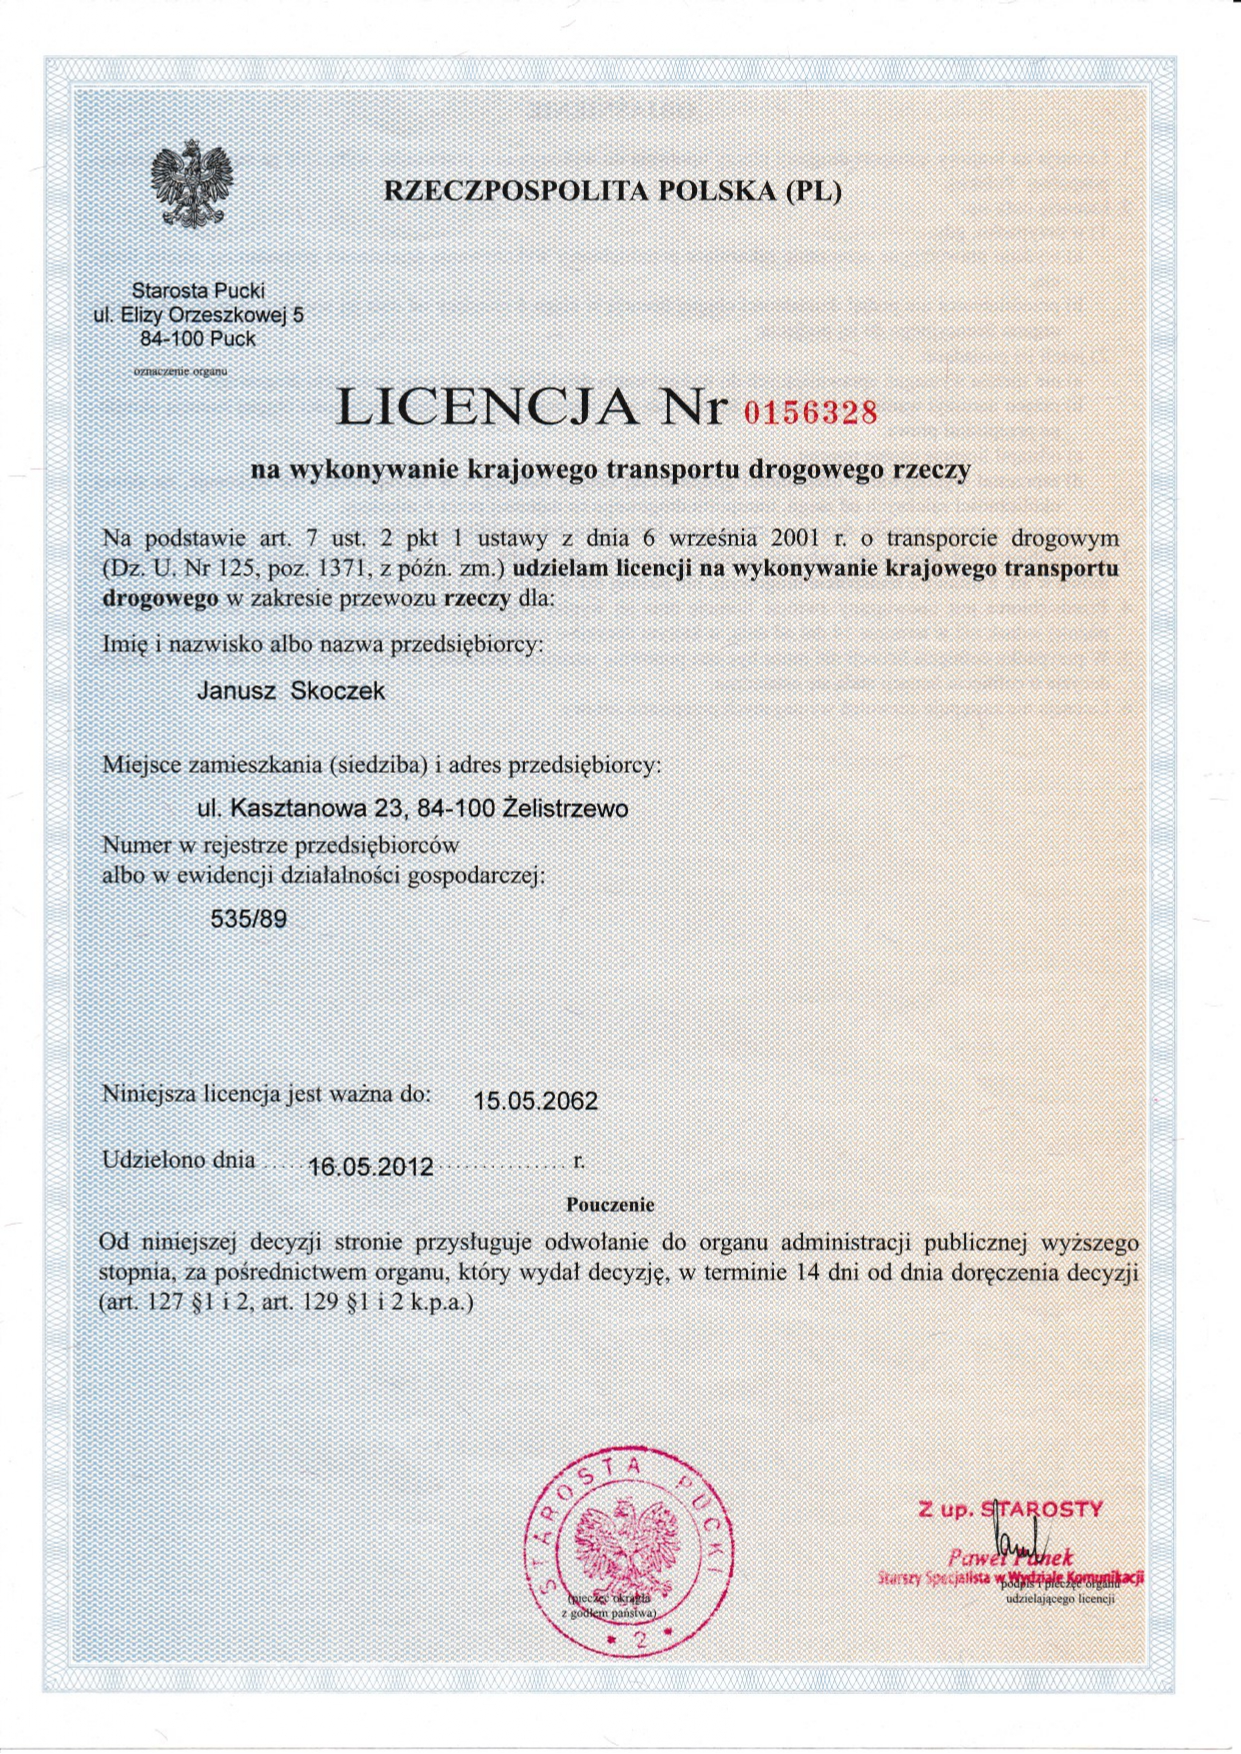 RZECZPOSPOLITA POLSKA (PL)
Starosta Pucki
ul. Elizy Orzeszkowej 5
84-100 Puck
oznaczenie organu
LICENCJA Nr 0156328
na wykonywanie krajowego transportu drogowego rzeczy
Na podstawie art. 7 ust. 2 pkt 1 ustawy z dnia 6 września 2001 r. o transporcie drogowym
(Dz. U. Nr 125, poz. 1371, z późn. zm.) udzielam licencji na wykonywanie krajowego transportu
drogowego w zakresie przewozu rzeczy dla:
Imię i nazwisko albo nazwa przedsiębiorcy:
Janusz Skoczek
Miejsce zamieszkania (siedziba) i adres przedsiębiorcy:
ul. Kasztanowa 23, 84-100 Żelistrzewo
Numer w rejestrze przedsiębiorców
albo w ewidencji działalności gospodarczej:
535/89
Niniejsza licencja jest ważna do: 15.05.2062
Udzielono dnia ..... 16.05.2012 ................ r.
Pouczenie
Od niniejszej decyzji stronie przysługuje odwołanie do organu administracji publicznej wyższego
stopnia, za pośrednictwem organu, który wydał decyzję, w terminie 14 dni od dnia doręczenia decyzji
(art. 127 §1 i 2, art. 129 §1 i 2 k.p.a.)
STAROSTA PUCKI
* 2 *
(pieczęć okrągła
z godłem państwa)
Z up. STAROSTY
Paweł
Starszy Specjalista w Wydziale Komunikacji
podpis i pieczęć organu
udzielającego licencji